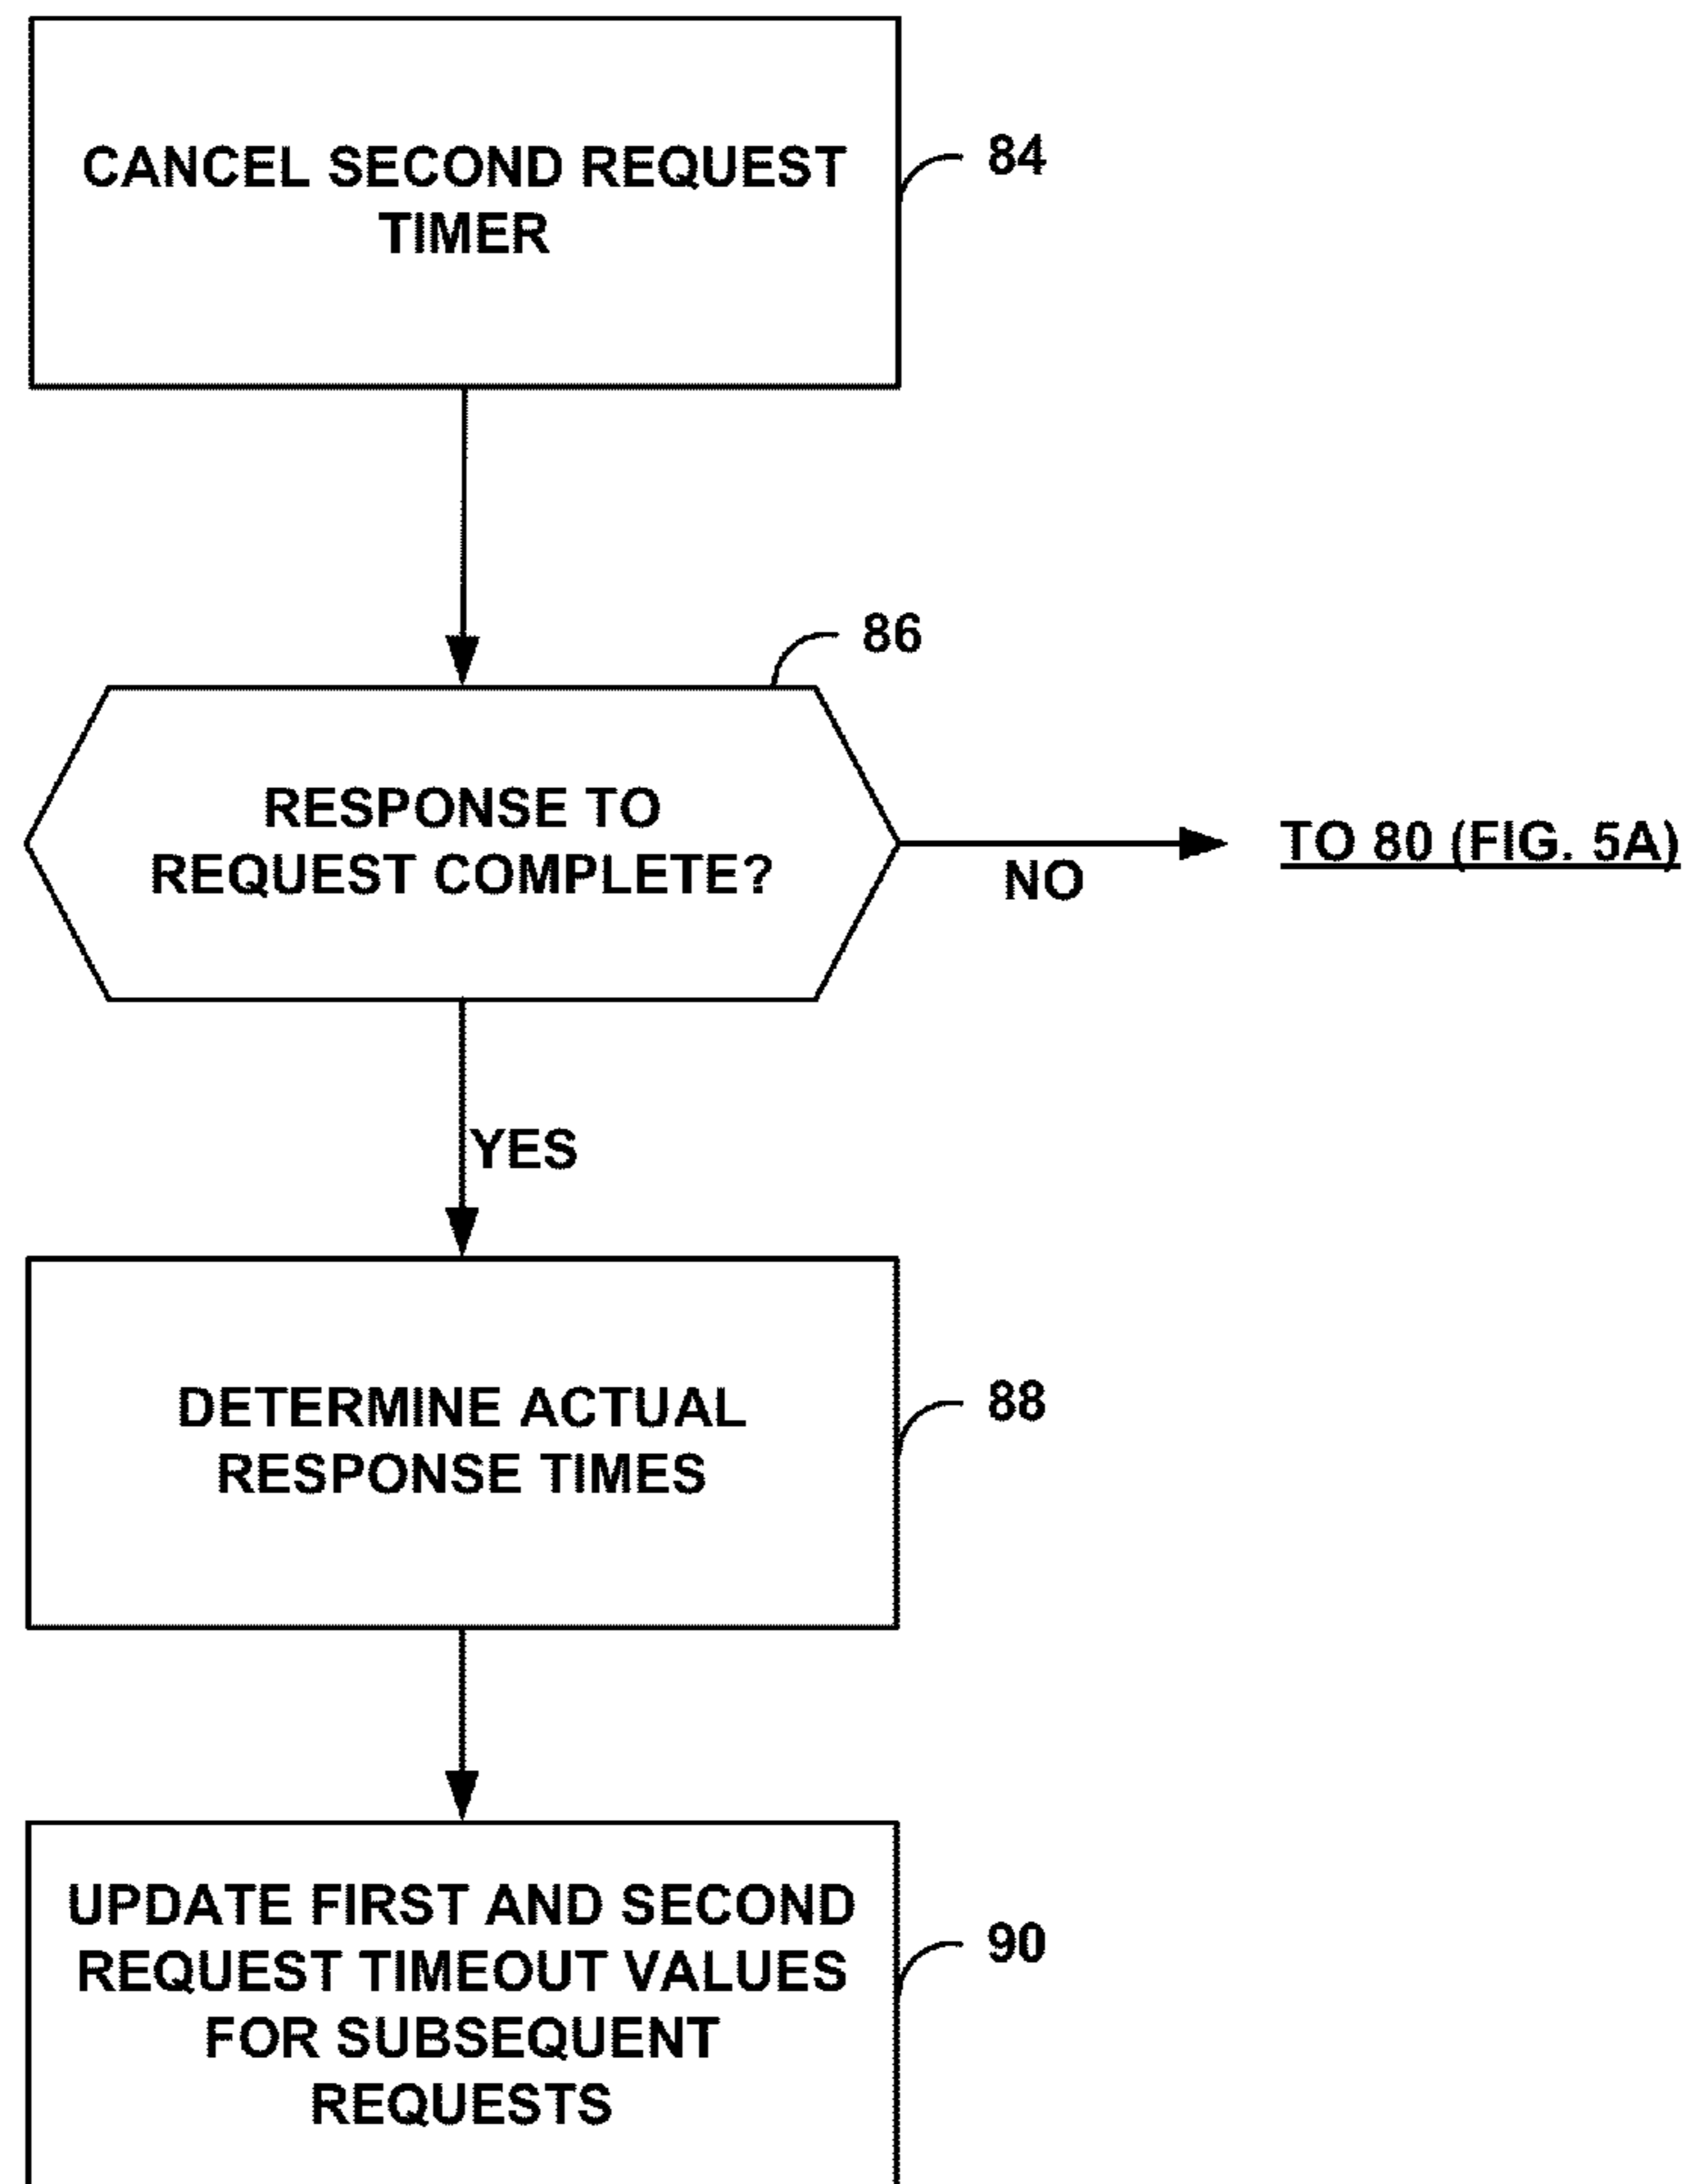 CANCEL SECOND REQUEST
TIMER
84
86
RESPONSE TO
REQUEST COMPLETE?
NO
TO 80 (FIG. 5A)
YES
DETERMINE ACTUAL
RESPONSE TIMES
88
UPDATE FIRST AND SECOND
REQUEST TIMEOUT VALUES
FOR SUBSEQUENT
REQUESTS
90